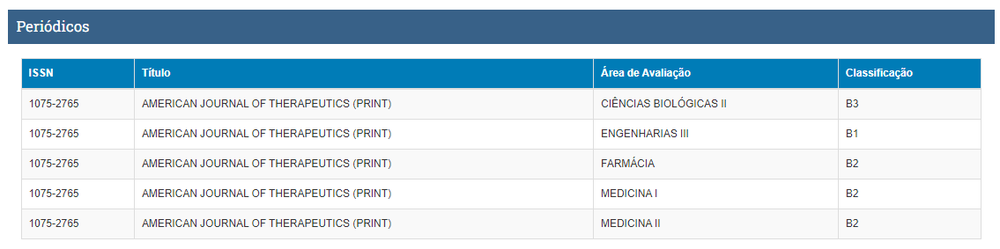 Periódicos
ISSN Título Área de Avaliação Classificação
1075-2765 AMERICAN JOURNAL OF THERAPEUTICS (PRINT) CIÊNCIAS BIOLÓGICAS II B3
1075-2765 AMERICAN JOURNAL OF THERAPEUTICS (PRINT) ENGENHARIAS III B1
1075-2765 AMERICAN JOURNAL OF THERAPEUTICS (PRINT) FARMÁCIA B2
1075-2765 AMERICAN JOURNAL OF THERAPEUTICS (PRINT) MEDICINA I B2
1075-2765 AMERICAN JOURNAL OF THERAPEUTICS (PRINT) MEDICINA II B2